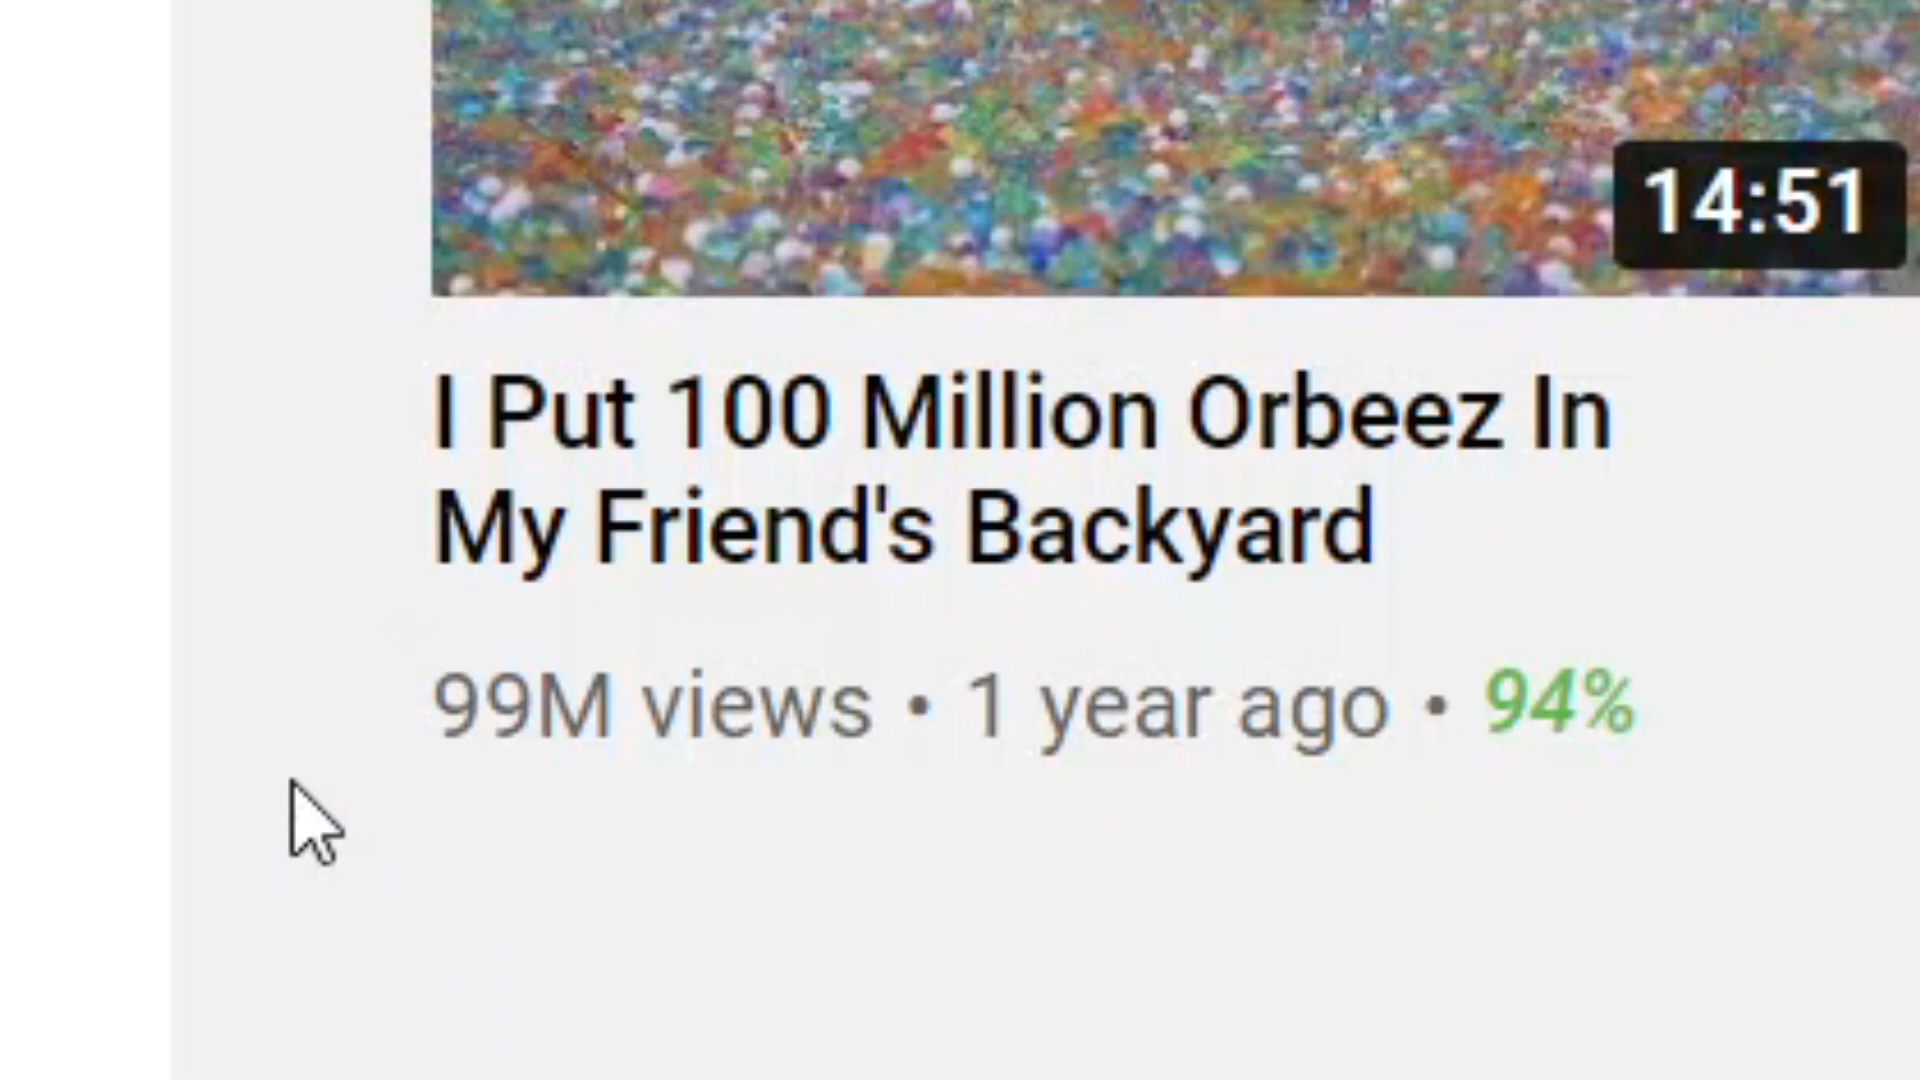 14:51
I Put 100 Million Orbeez In
My Friend's Backyard
99M views • 1 year ago • 94%